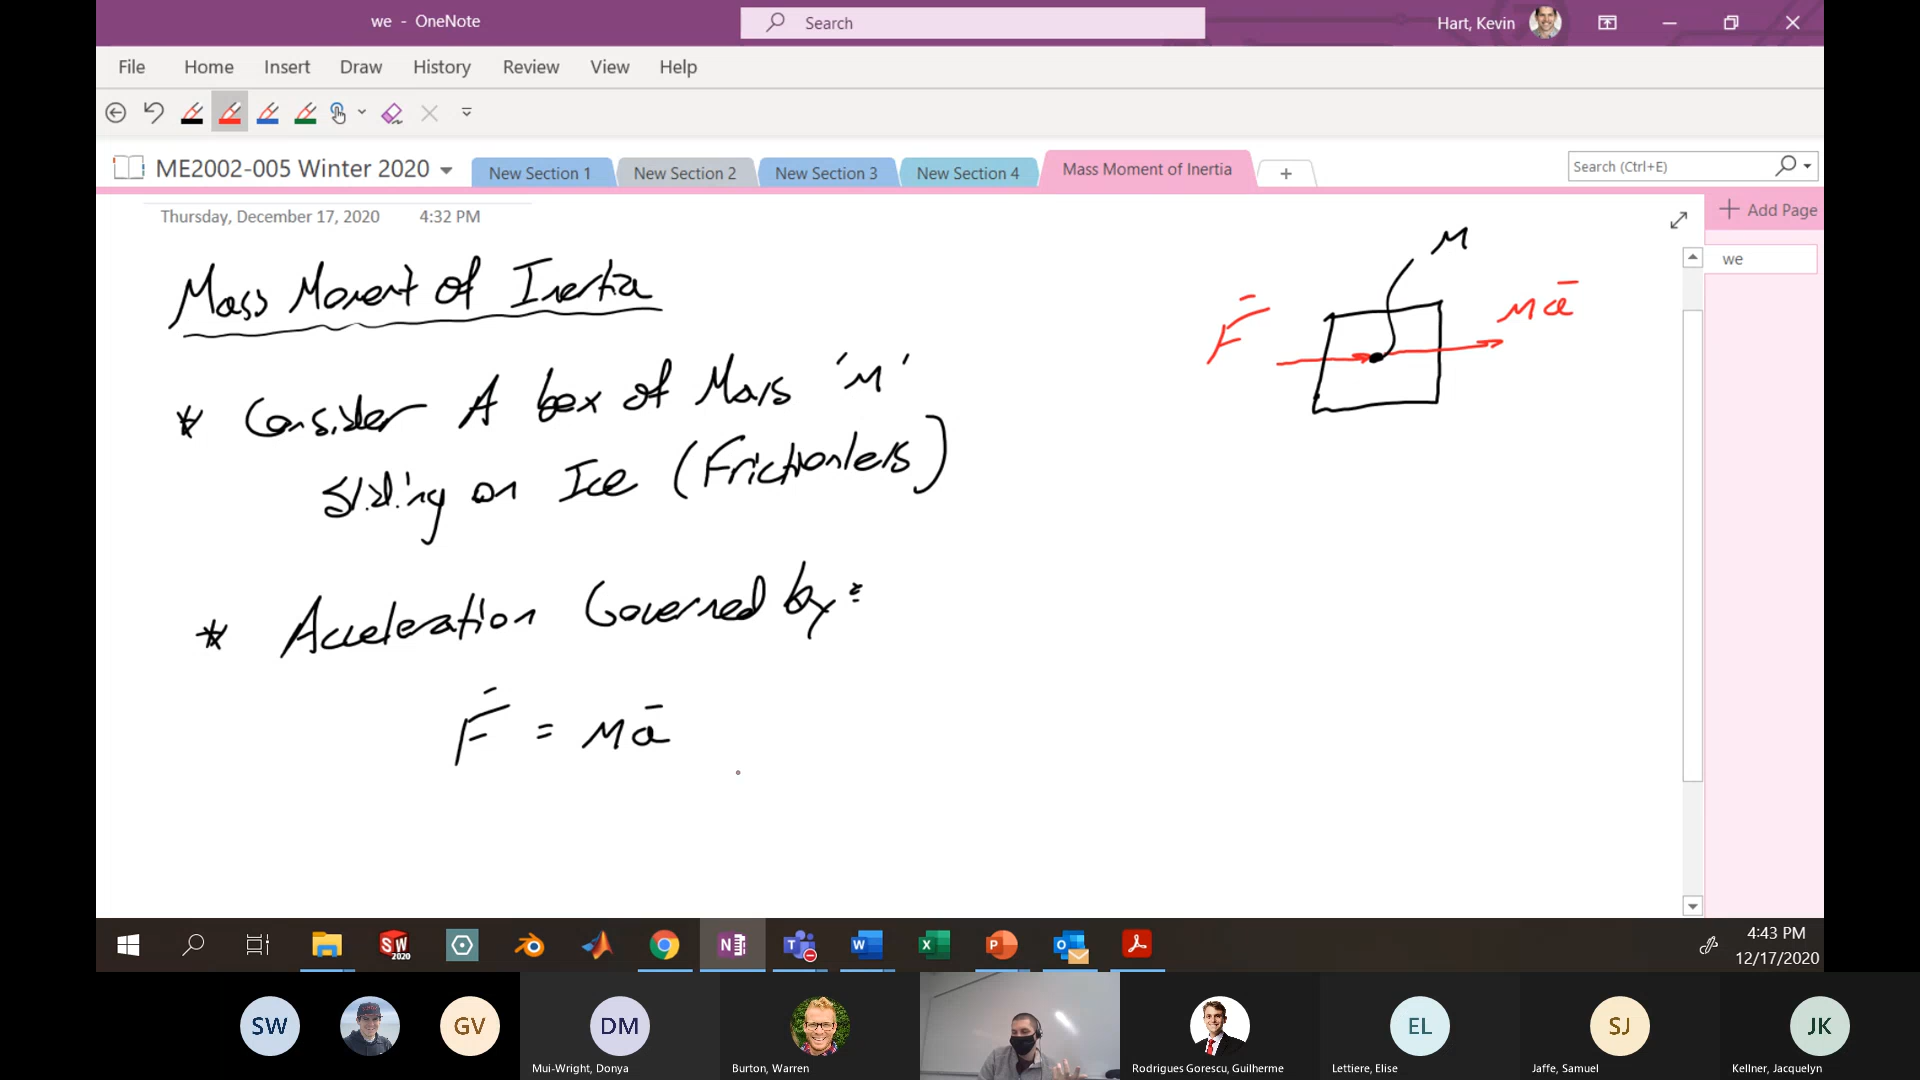 we - OneNote
Search
Hart, Kevin
File Home Insert Draw History Review View Help
ME2002-005 Winter 2020
New Section 1
New Section 2
New Section 3
New Section 4
Mass Moment of Inertia
+
Search (Ctrl+E)
Thursday, December 17, 2020 4:32 PM
Add Page
we
Mass Moment of Inertia
* Consider A box of Mass 'M'
Sliding on Ice (Frictionless)
* Acceleration Governed by:
F̄ = Mā
M
F̄
Mā
SW
2020
N
T
W
X
P
O
4:43 PM
12/17/2020
SW
GV
DM
EL
SJ
JK
Mui-Wright, Donya
Burton, Warren
Rodrigues Gorescu, Guilherme
Lettiere, Elise
Jaffe, Samuel
Kellner, Jacquelyn